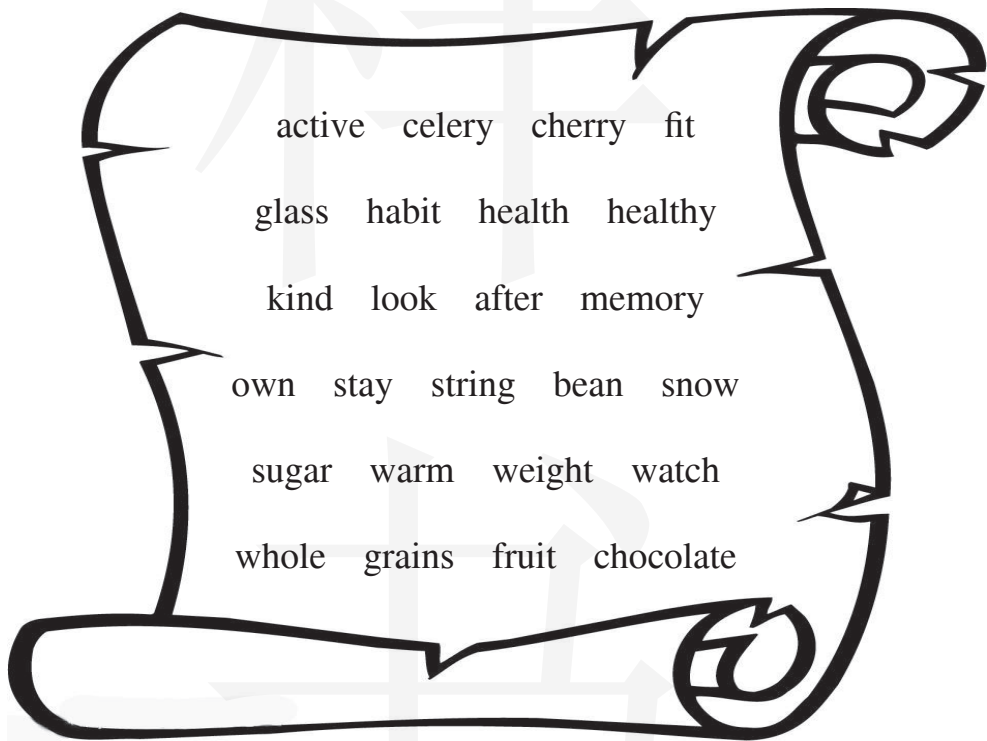 active celery cherry fit
glass habit health healthy
kind look after memory
own stay string bean snow
sugar warm weight watch
whole grains fruit chocolate